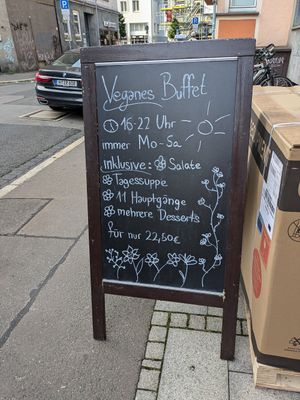 Veganes Buffet
16-22 Uhr
immer Mo-Sa
inklusive: Salate
Tagessuppe
11 Hauptgänge
mehrere Desserts
für nur 22,50€